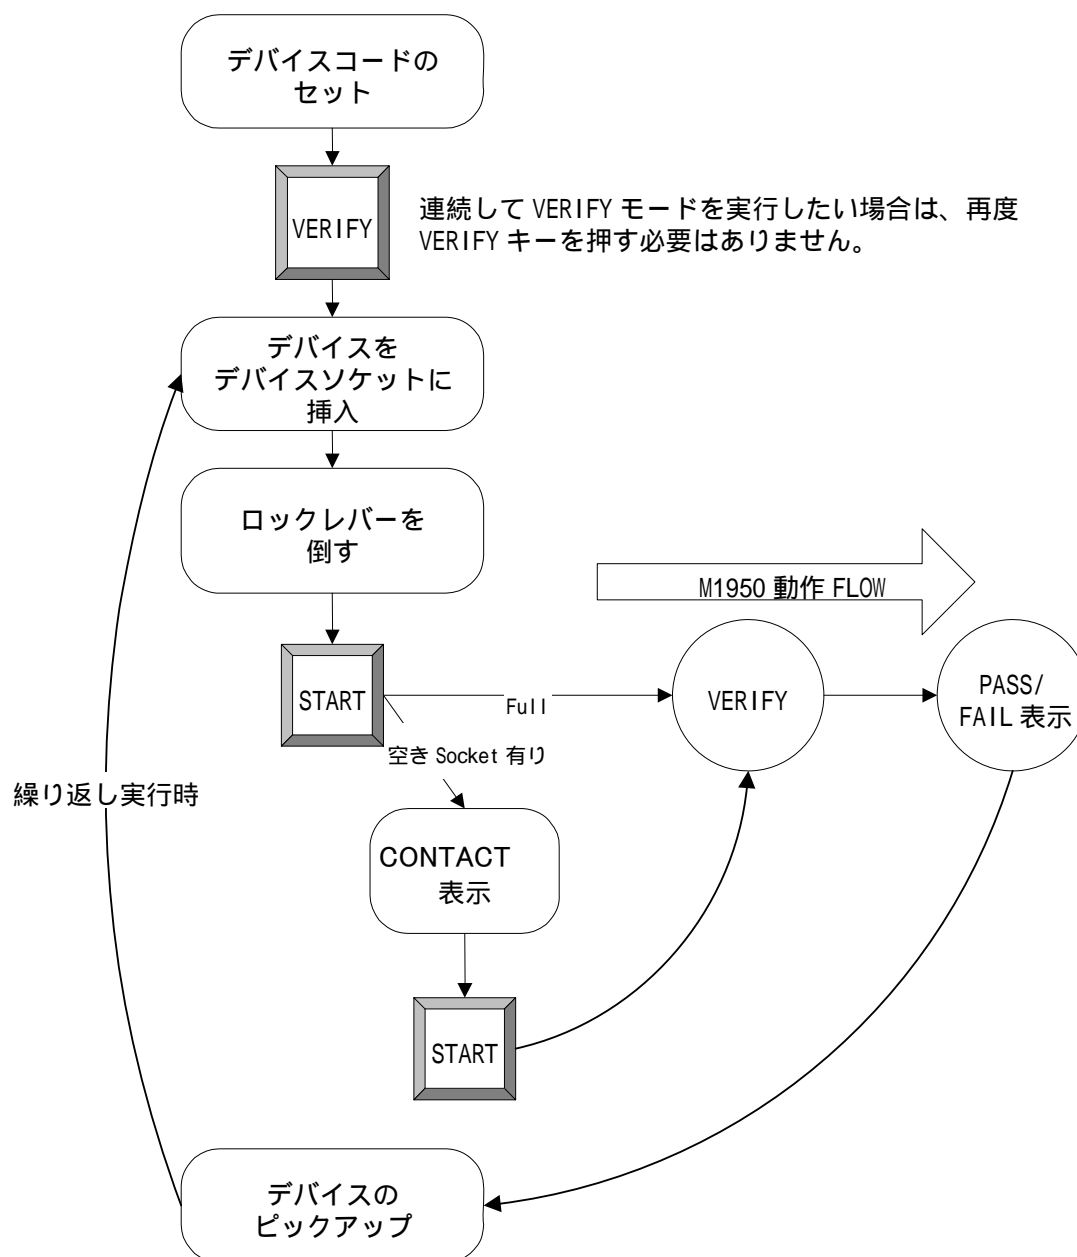 デバイスコードの
セット
VERIFY
連続して VERIFY モードを実行したい場合は、再度
VERIFY キーを押す必要はありません。
デバイスを
デバイスソケットに
挿入
ロックレバーを
倒す
M1950 動作 FLOW
START
Full
VERIFY
PASS/
FAIL 表示
空き Socket 有り
繰り返し実行時
CONTACT
表示
START
デバイスの
ピックアップ